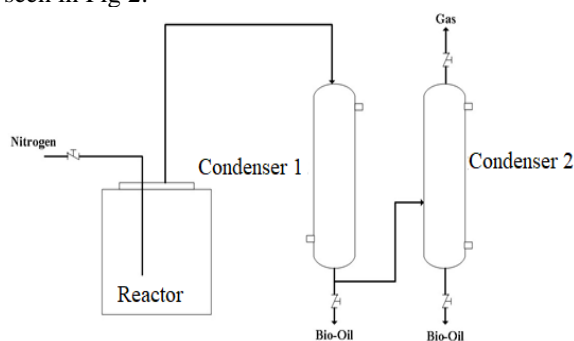 seen in Fig 2.
Gas
Nitrogen
Condenser 1
Condenser 2
Reactor
Bio-Oil
Bio-Oil